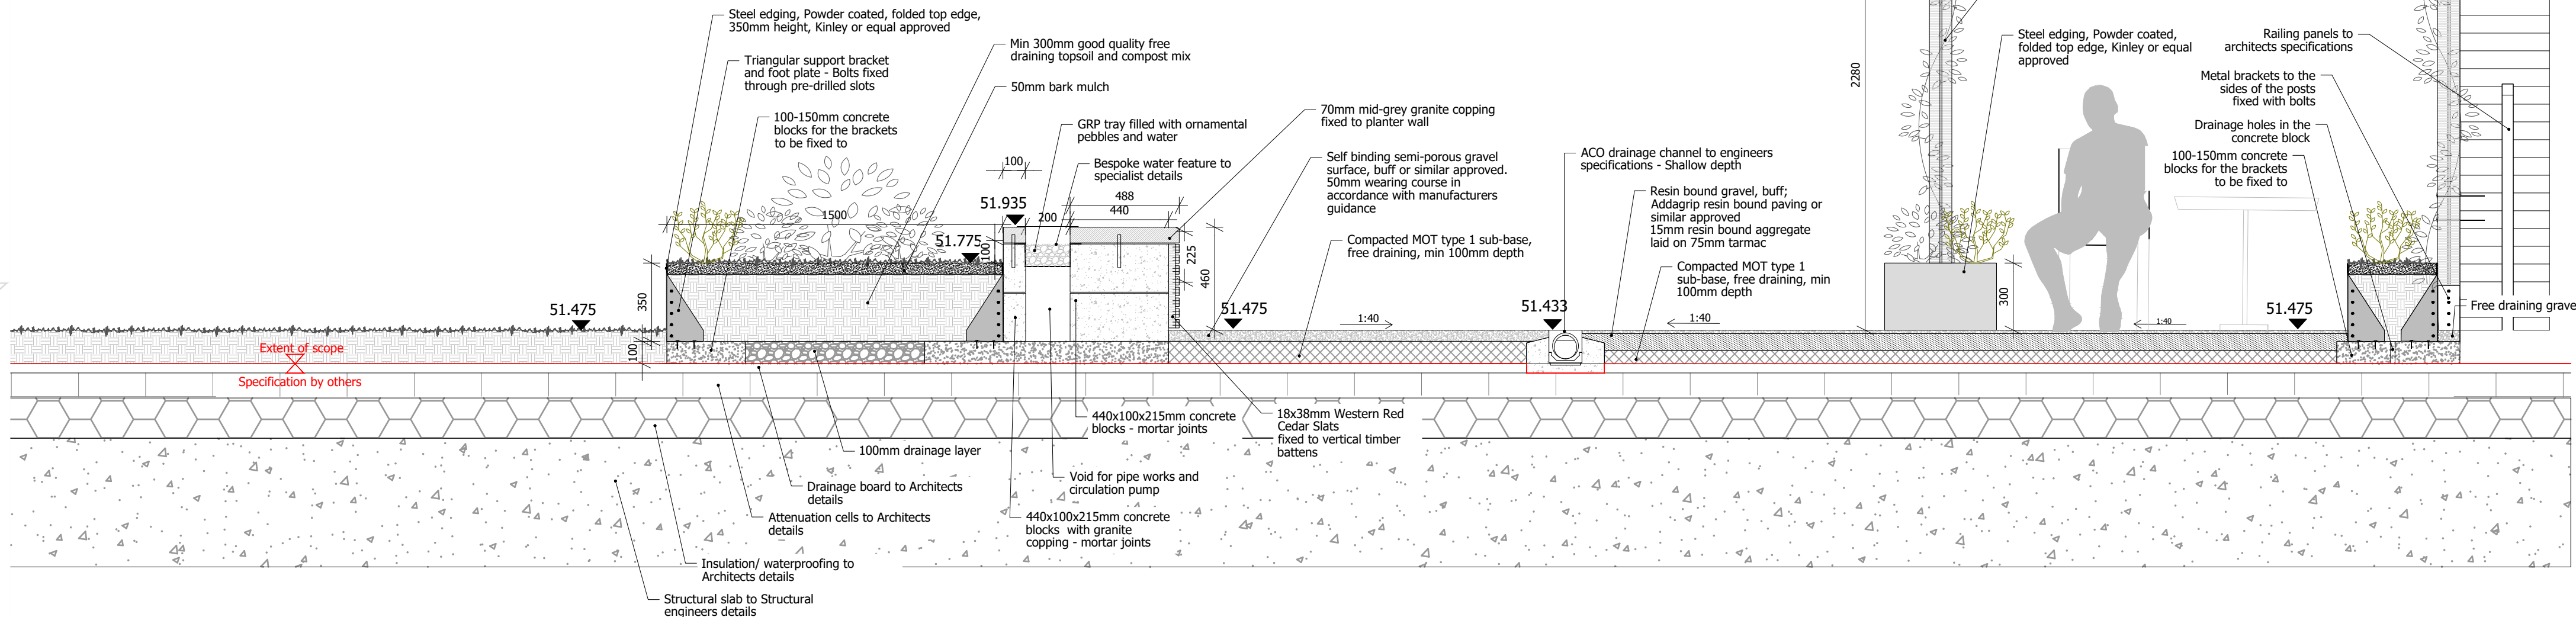 Steel edging, Powder coated, folded top edge,
350mm height, Kinley or equal approved
Triangular support bracket
and foot plate - Bolts fixed
through pre-drilled slots
100-150mm concrete
blocks for the brackets
to be fixed to
Min 300mm good quality free
draining topsoil and compost mix
50mm bark mulch
GRP tray filled with ornamental
pebbles and water
Bespoke water feature to
specialist details
70mm mid-grey granite copping
fixed to planter wall
Self binding semi-porous gravel
surface, buff or similar approved.
50mm wearing course in
accordance with manufacturers
guidance
Compacted MOT type 1 sub-base,
free draining, min 100mm depth
ACO drainage channel to engineers
specifications - Shallow depth
Resin bound gravel, buff;
Addagrip resin bound paving or
similar approved
15mm resin bound aggregate
laid on 75mm tarmac
Compacted MOT type 1
sub-base, free draining, min
100mm depth
2280
Steel edging, Powder coated,
folded top edge, Kinley or equal
approved
Railing panels to
architects specifications
Metal brackets to the
sides of the posts
fixed with bolts
Drainage holes in the
concrete block
100-150mm concrete
blocks for the brackets
to be fixed to
Free draining grave
100
51.935
200
488
440
1500
51.775
100
225
460
350
100
51.475
51.475
1:40
51.433
1:40
300
1:40
51.475
Extent of scope
Specification by others
440x100x215mm concrete
blocks - mortar joints
18x38mm Western Red
Cedar Slats
fixed to vertical timber
battens
100mm drainage layer
Void for pipe works and
circulation pump
Drainage board to Architects
details
Attenuation cells to Architects
details
440x100x215mm concrete
blocks with granite
copping - mortar joints
Insulation/ waterproofing to
Architects details
Structural slab to Structural
engineers details